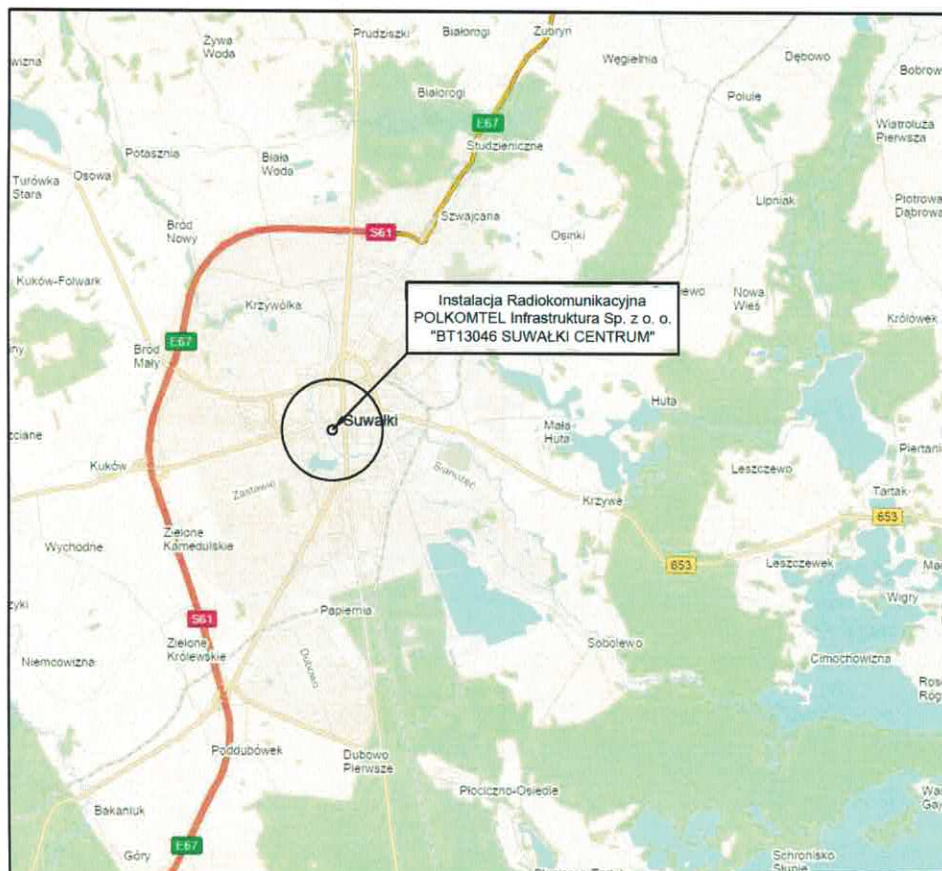 Zubryn
Żywa
Woda
Prudziszki
Białorogi
Węgielnia
Dębowo
Białorogi
Polule
Bobro
E67
Wiatrołuża
Pierwsza
Studzieniczne
Potasznia
Biała
Woda
Osowa
Turówka
Stara
Lipniak
Piotrowa
Dąbrowa
Szwajcaria
Bród
Nowy
S61
Osinki
Kuków-Folwark
Krzywólka
Instalacja Radiokomunikacyjna
POLKOMTEL Infrastruktura Sp. z o. o.
"BT13046 SUWAŁKI CENTRUM"
Nowa
Wieś
Królówek
E67
Bród
Mały
Huta
Suwałki
Mała
Huta
Kuków
Leszczewo
Piertani
Zastawie
Krzywe
Tartak
653
Zielone
Kamedulskie
Wychodne
653
Leszczewek
Wigry
S61
Papiernia
Sobolewo
Zielone
Królewskie
Niemcowizna
Cimochowizna
Dubowo
Poddubówek
Dubowo
Pierwsze
Płociczno-Osiedle
Bakaniuk
E67
Góry
Schronisko
Słupie